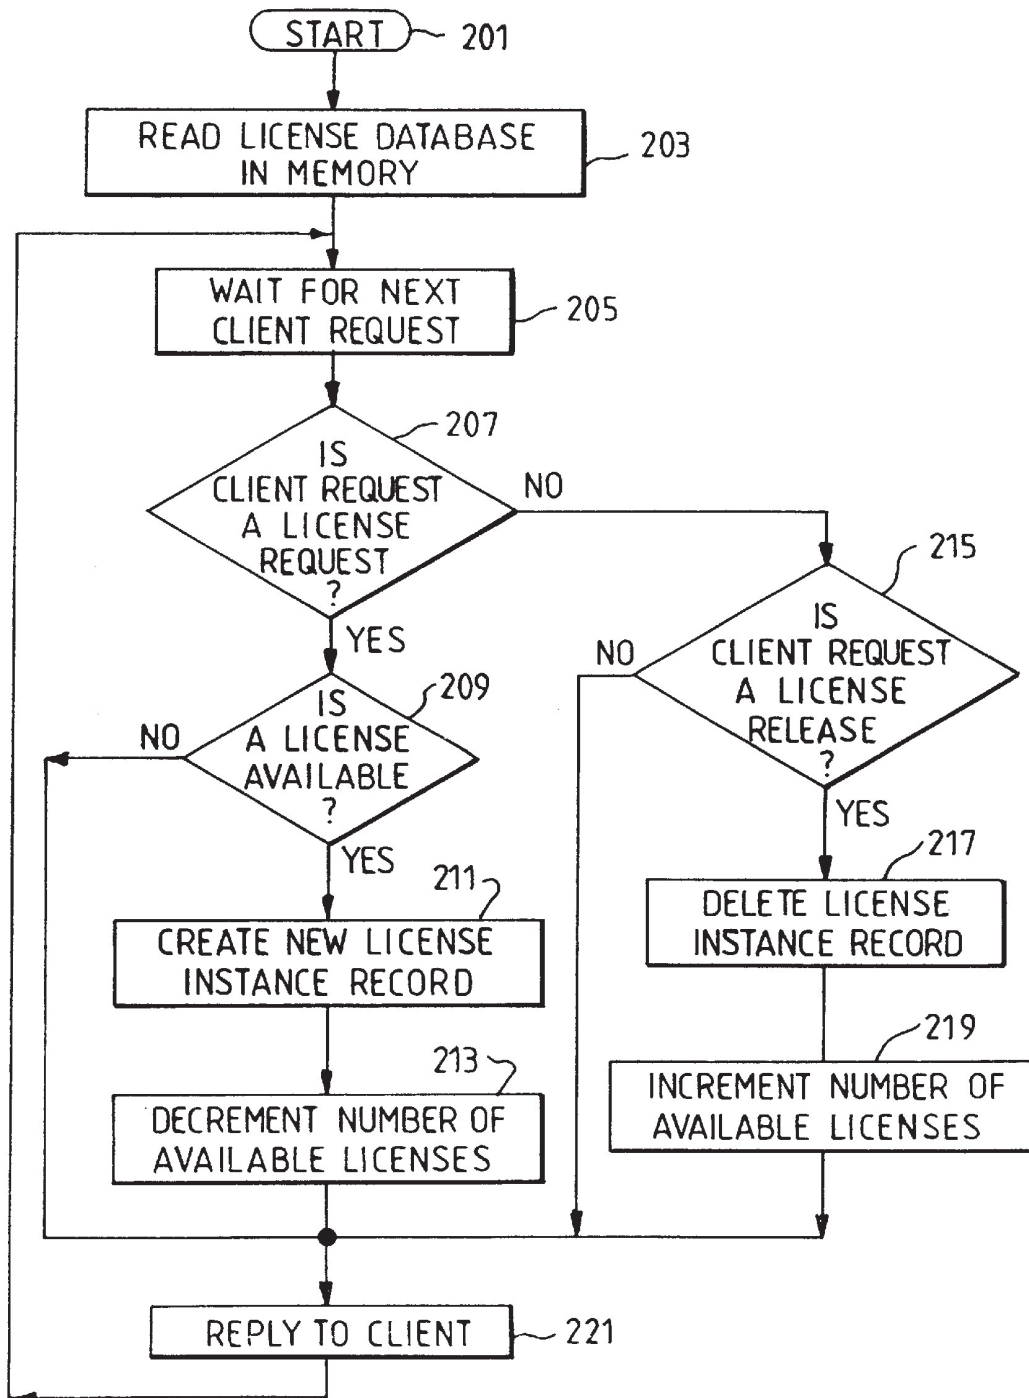 START
201
READ LICENSE DATABASE
IN MEMORY
203
WAIT FOR NEXT
CLIENT REQUEST
205
207
IS
CLIENT REQUEST
A LICENSE
REQUEST
?
NO
YES
215
IS
CLIENT REQUEST
A LICENSE
RELEASE
?
NO
YES
209
IS
A LICENSE
AVAILABLE
?
NO
YES
211
CREATE NEW LICENSE
INSTANCE RECORD
217
DELETE LICENSE
INSTANCE RECORD
213
DECREMENT NUMBER OF
AVAILABLE LICENSES
219
INCREMENT NUMBER OF
AVAILABLE LICENSES
REPLY TO CLIENT
221